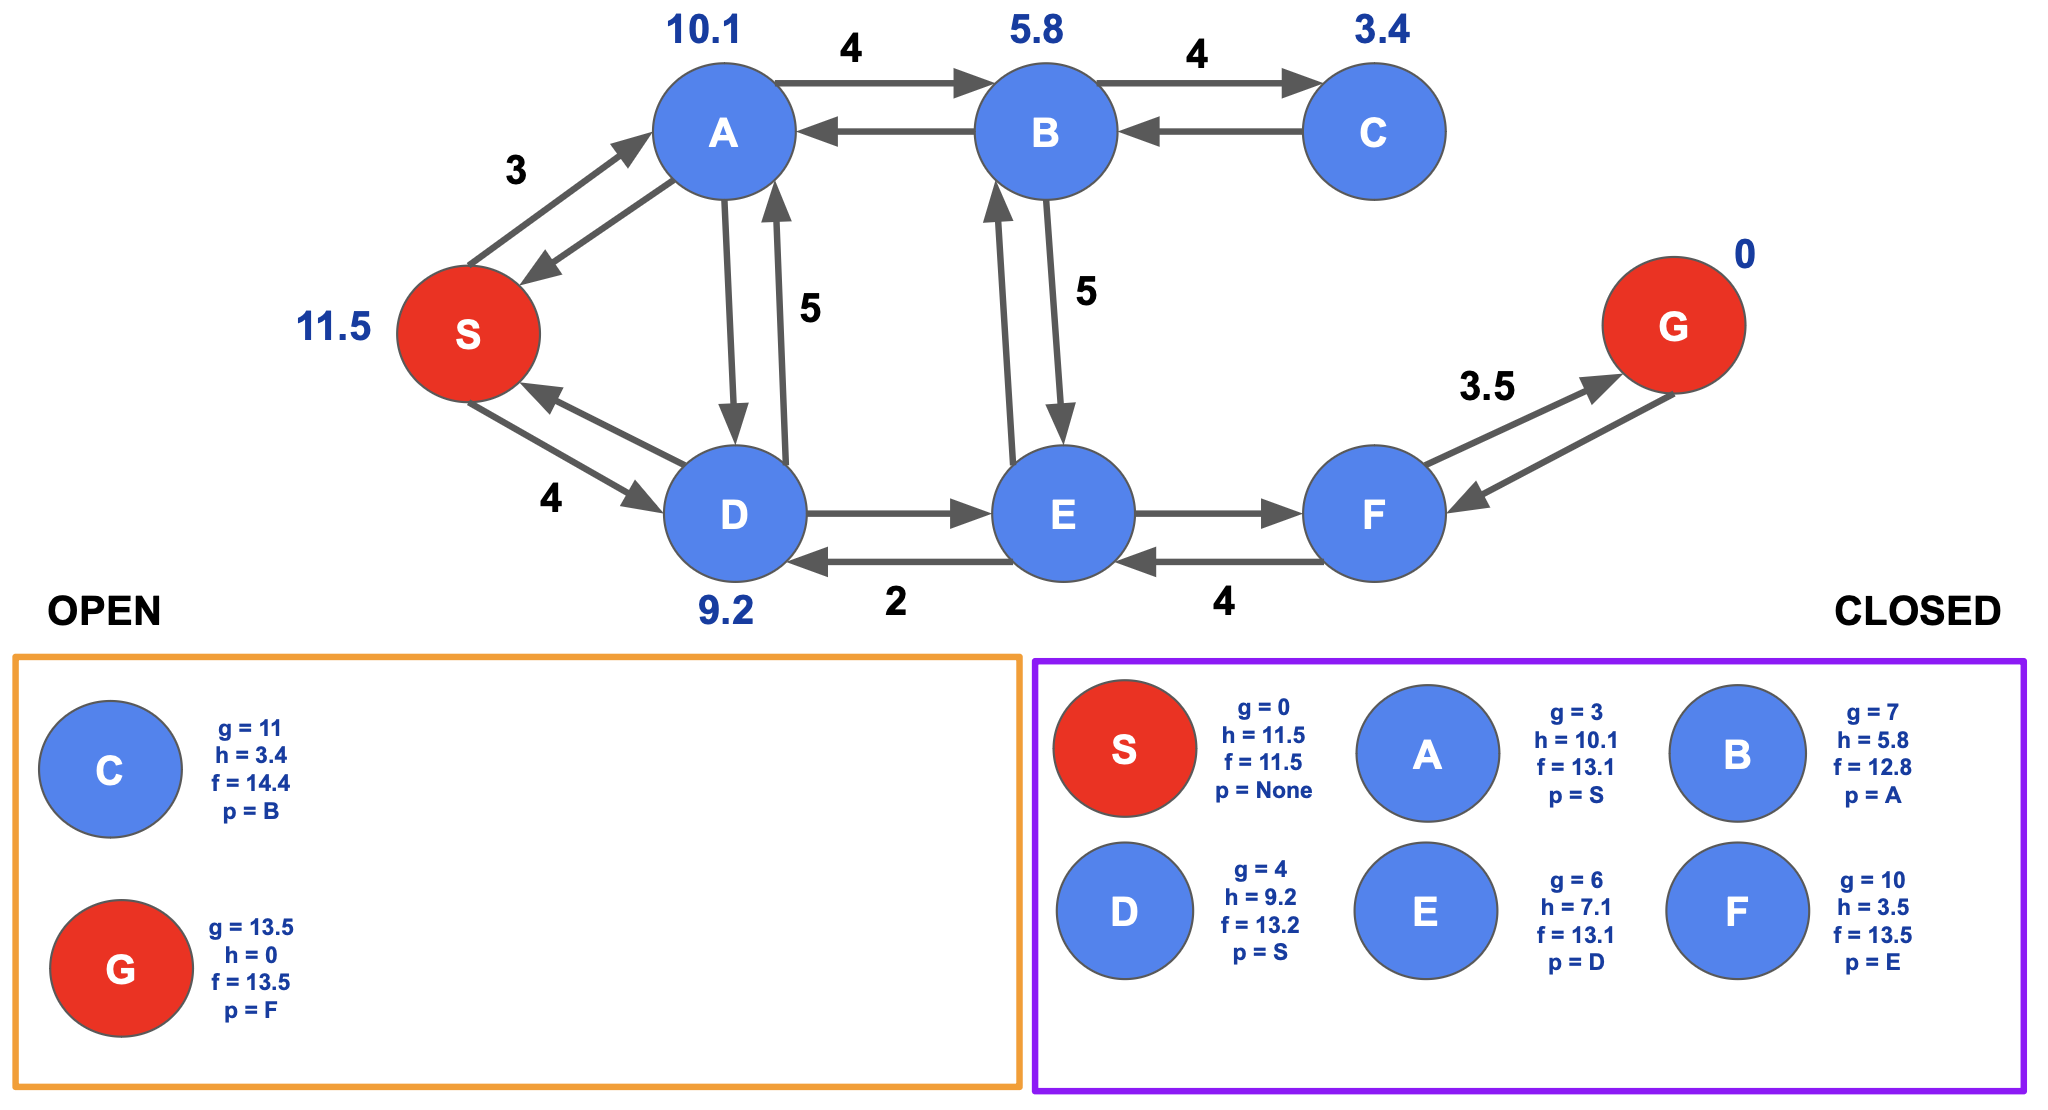 10.1
5.8
3.4
4
4
A
B
C
3
0
5
5
11.5
S
G
3.5
4
D
E
F
9.2
2
4
OPEN
CLOSED
C
g = 11
h = 3.4
f = 14.4
p = B
G
g = 13.5
h = 0
f = 13.5
p = F
S
g = 0
h = 11.5
f = 11.5
p = None
A
g = 3
h = 10.1
f = 13.1
p = S
B
g = 7
h = 5.8
f = 12.8
p = A
D
g = 4
h = 9.2
f = 13.2
p = S
E
g = 6
h = 7.1
f = 13.1
p = D
F
g = 10
h = 3.5
f = 13.5
p = E